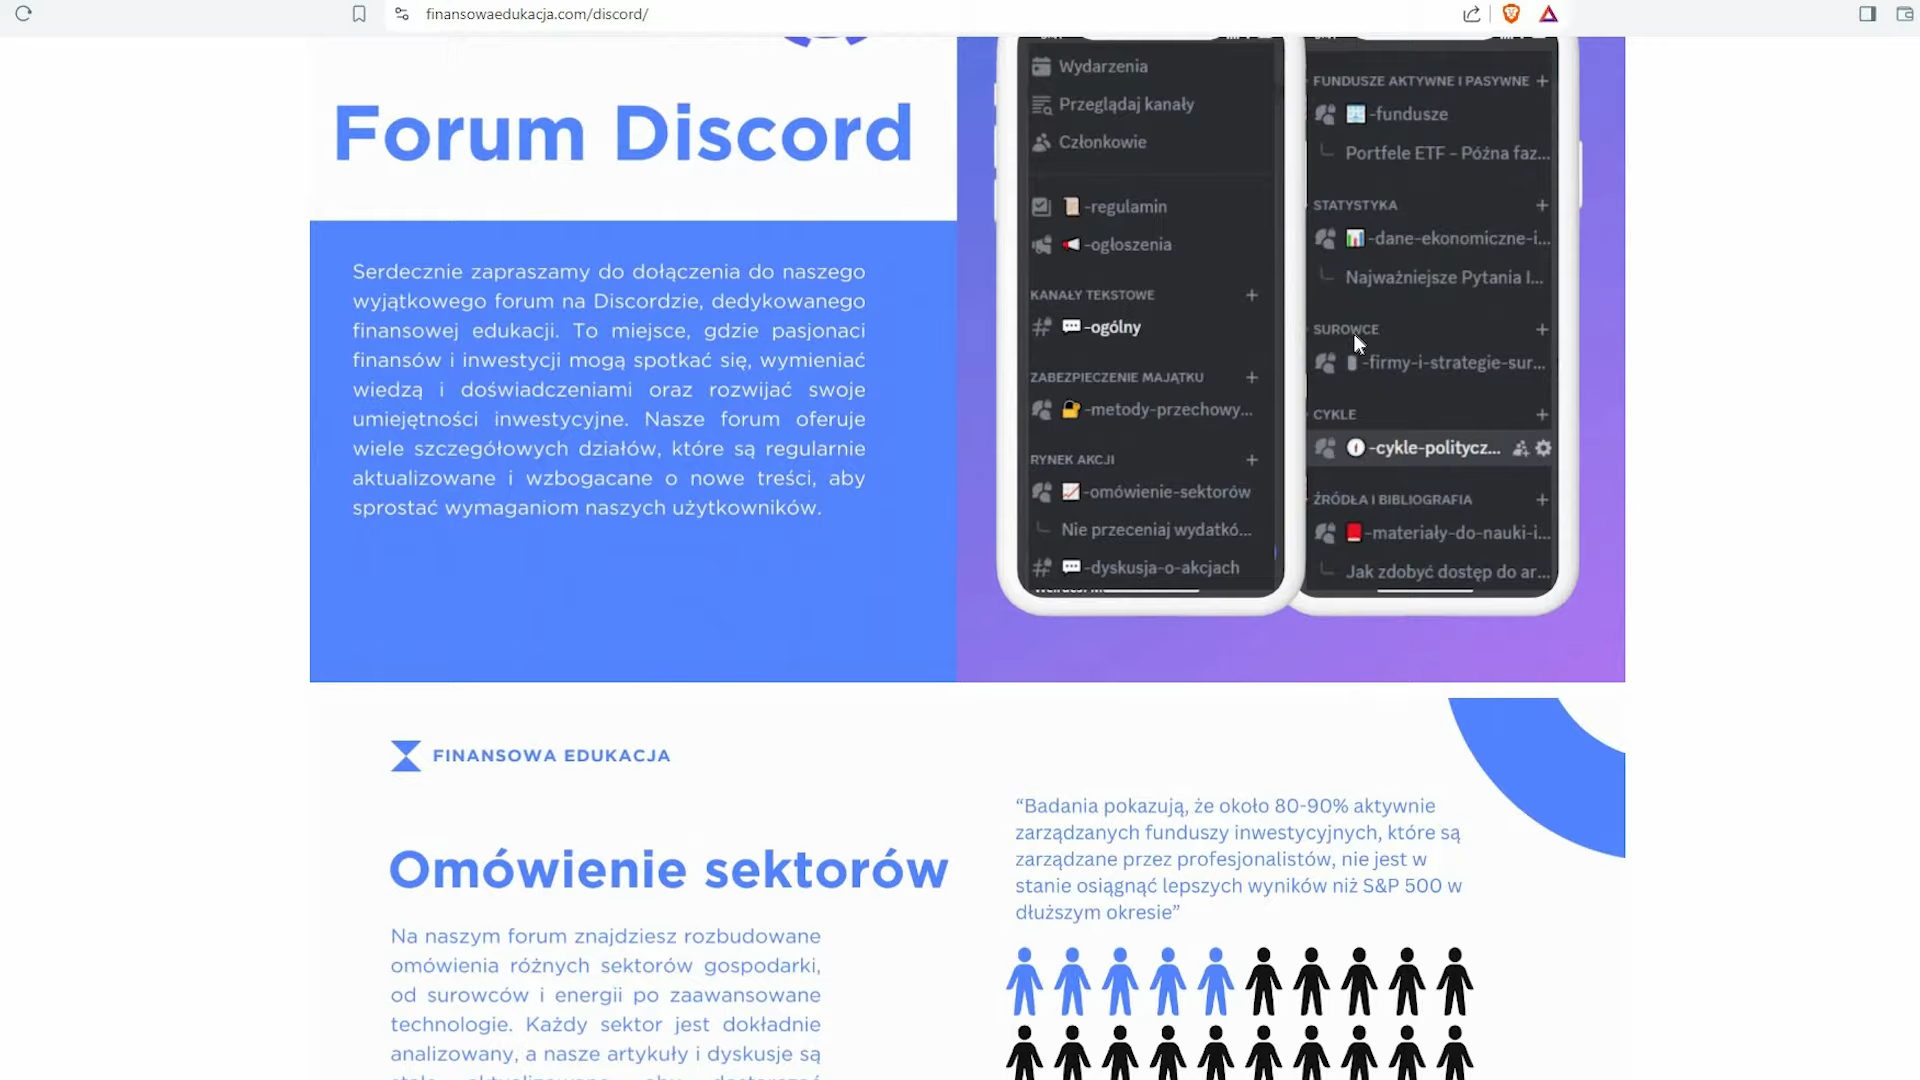 finansowaedukacja.com/discord/
Forum Discord
Serdecznie zapraszamy do dołączenia do naszego
wyjątkowego forum na Discordzie, dedykowanego
finansowej edukacji. To miejsce, gdzie pasjonaci
finansów i inwestycji mogą spotkać się, wymieniać
wiedzą i doświadczeniami oraz rozwijać swoje
umiejętności inwestycyjne. Nasze forum oferuje
wiele szczegółowych działów, które są regularnie
aktualizowane i wzbogacane o nowe treści, aby
sprostać wymaganiom naszych użytkowników.
Wydarzenia
Przeglądaj kanały
Członkowie
-regulamin
-ogłoszenia
KANAŁY TEKSTOWE
-ogólny
ZABEZPIECZENIE MAJĄTKU
-metody-przechowy...
RYNEK AKCJI
-omówienie-sektorów
Nie przeceniaj wydatkó...
-dyskusja-o-akcjach
FUNDUSZE AKTYWNE I PASYWNE
-fundusze
Portfele ETF - Późna faz...
STATYSTYKA
-dane-ekonomiczne-i...
Najważniejsze Pytania I...
SUROWCE
-firmy-i-strategie-sur...
CYKLE
-cykle-politycz...
ŹRÓDŁA I BIBLIOGRAFIA
-materiały-do-nauki-i...
Jak zdobyć dostęp do ar...
FINANSOWA EDUKACJA
Omówienie sektorów
Na naszym forum znajdziesz rozbudowane
omówienia różnych sektorów gospodarki,
od surowców i energii po zaawansowane
technologie. Każdy sektor jest dokładnie
analizowany, a nasze artykuły i dyskusje są
“Badania pokazują, że około 80-90% aktywnie
zarządzanych funduszy inwestycyjnych, które są
zarządzane przez profesjonalistów, nie jest w
stanie osiągnąć lepszych wyników niż S&P 500 w
dłuższym okresie”